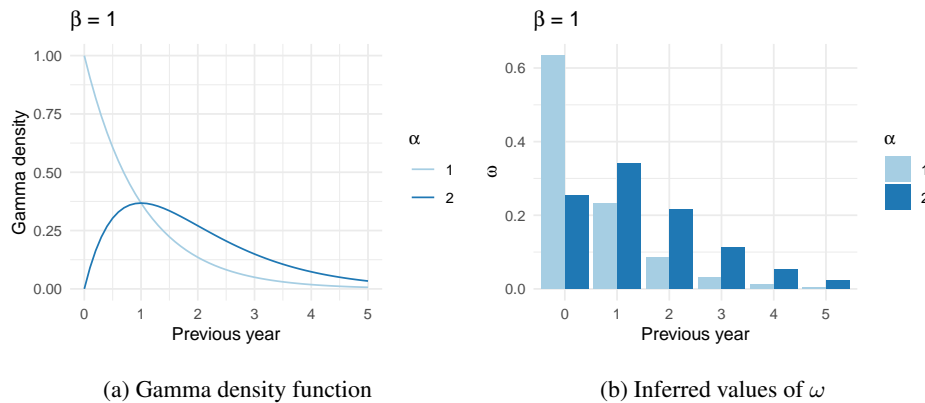 β = 1
1.00
0.75
0.50
0.25
0.00
Gamma density
0 1 2 3 4 5
Previous year
α
1
2
(a) Gamma density function
β = 1
0.6
0.4
0.2
0.0
ω
0 1 2 3 4 5
Previous year
α
1
2
(b) Inferred values of ω